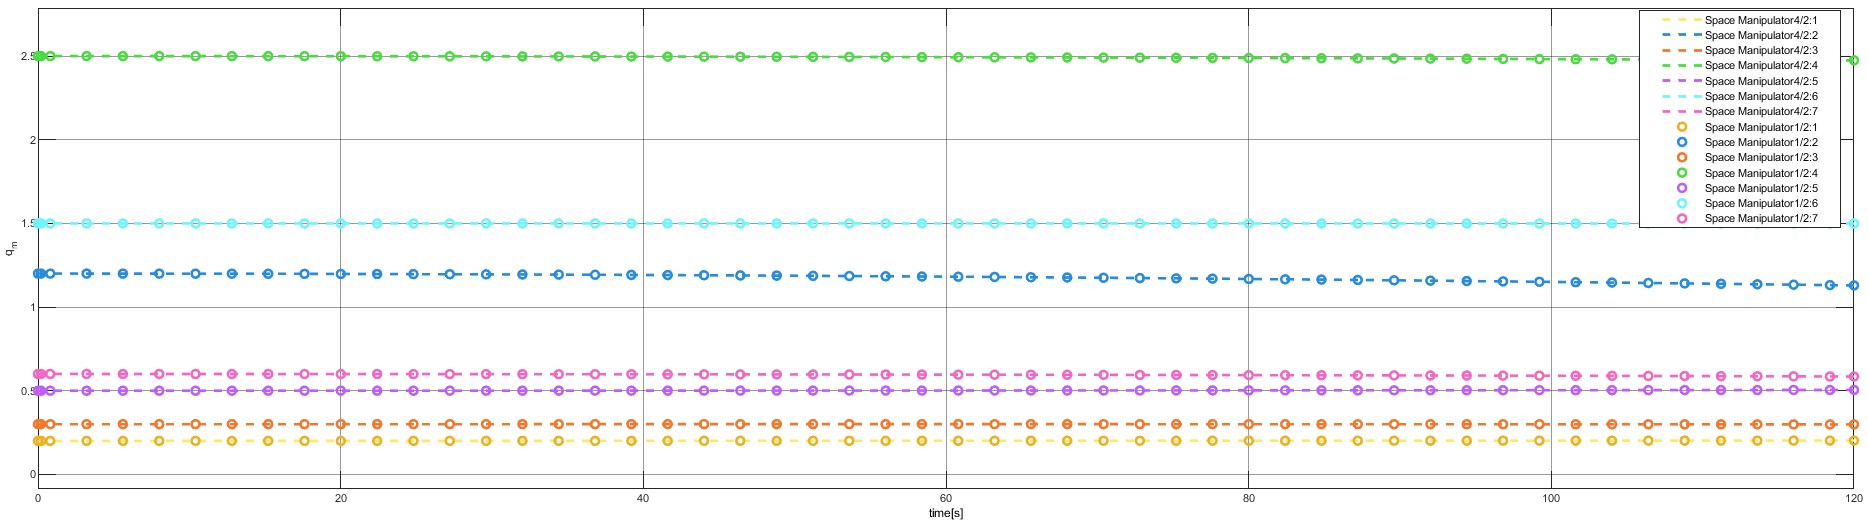 Space Manipulator4/2:1
Space Manipulator4/2:2
Space Manipulator4/2:3
Space Manipulator4/2:4
Space Manipulator4/2:5
Space Manipulator4/2:6
Space Manipulator4/2:7
Space Manipulator1/2:1
Space Manipulator1/2:2
Space Manipulator1/2:3
Space Manipulator1/2:4
Space Manipulator1/2:5
Space Manipulator1/2:6
Space Manipulator1/2:7
2.5
2
1.5
q_m
1
0.5
0
0 20 40 60 80 100 120
time[s]